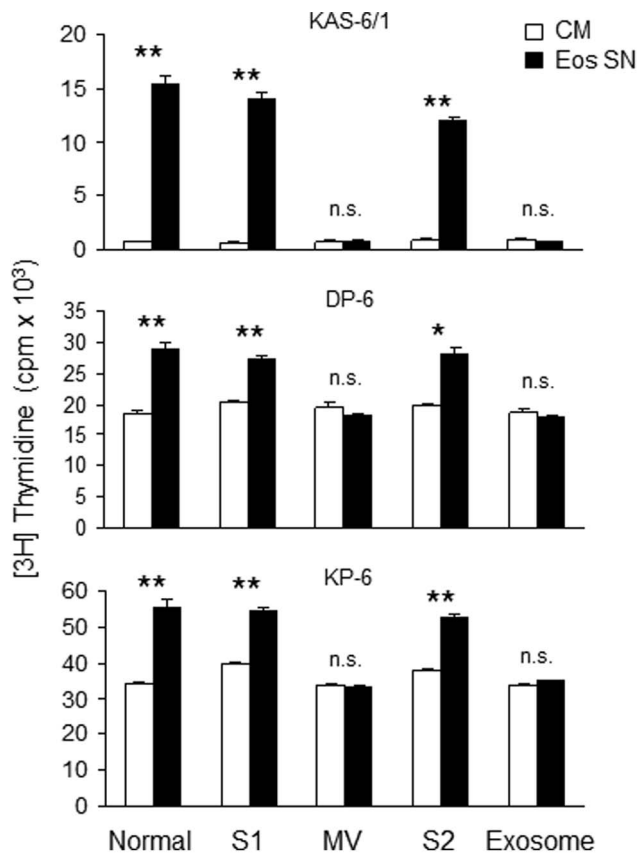 KAS-6/1
CM
Eos SN
20
15
10
5
0
**
**
n.s.
**
n.s.
DP-6
35
30
25
20
15
10
5
0
**
**
n.s.
*
n.s.
KP-6
60
50
40
30
20
10
0
**
**
n.s.
**
n.s.
[3H] Thymidine (cpm x 10³)
Normal S1 MV S2 Exosome